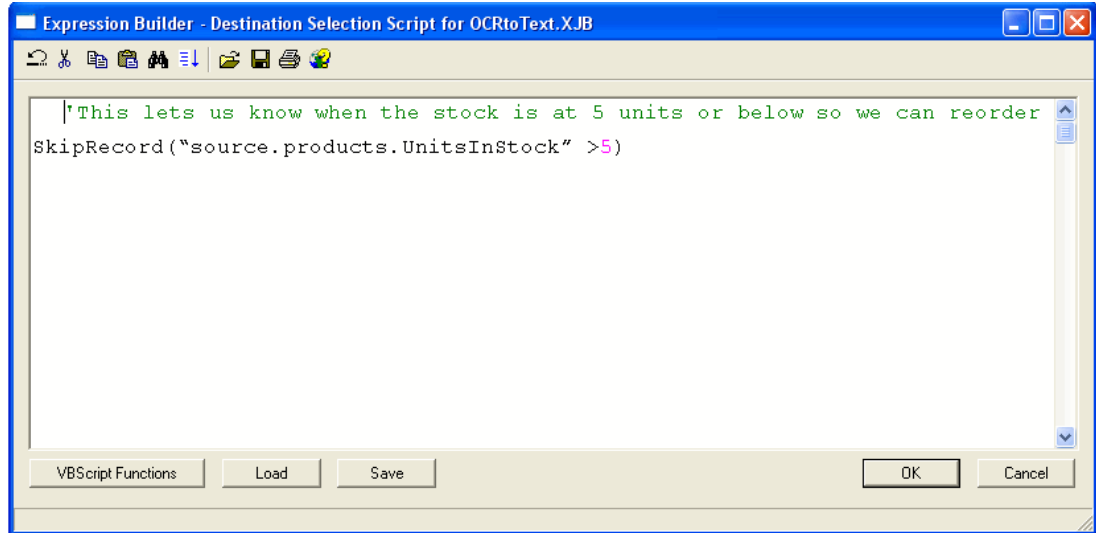 Expression Builder - Destination Selection Script for OCRtoText.XJB
'This lets us know when the stock is at 5 units or below so we can reorder
SkipRecord(“source.products.UnitsInStock” >5)
VBScript Functions
Load
Save
OK
Cancel